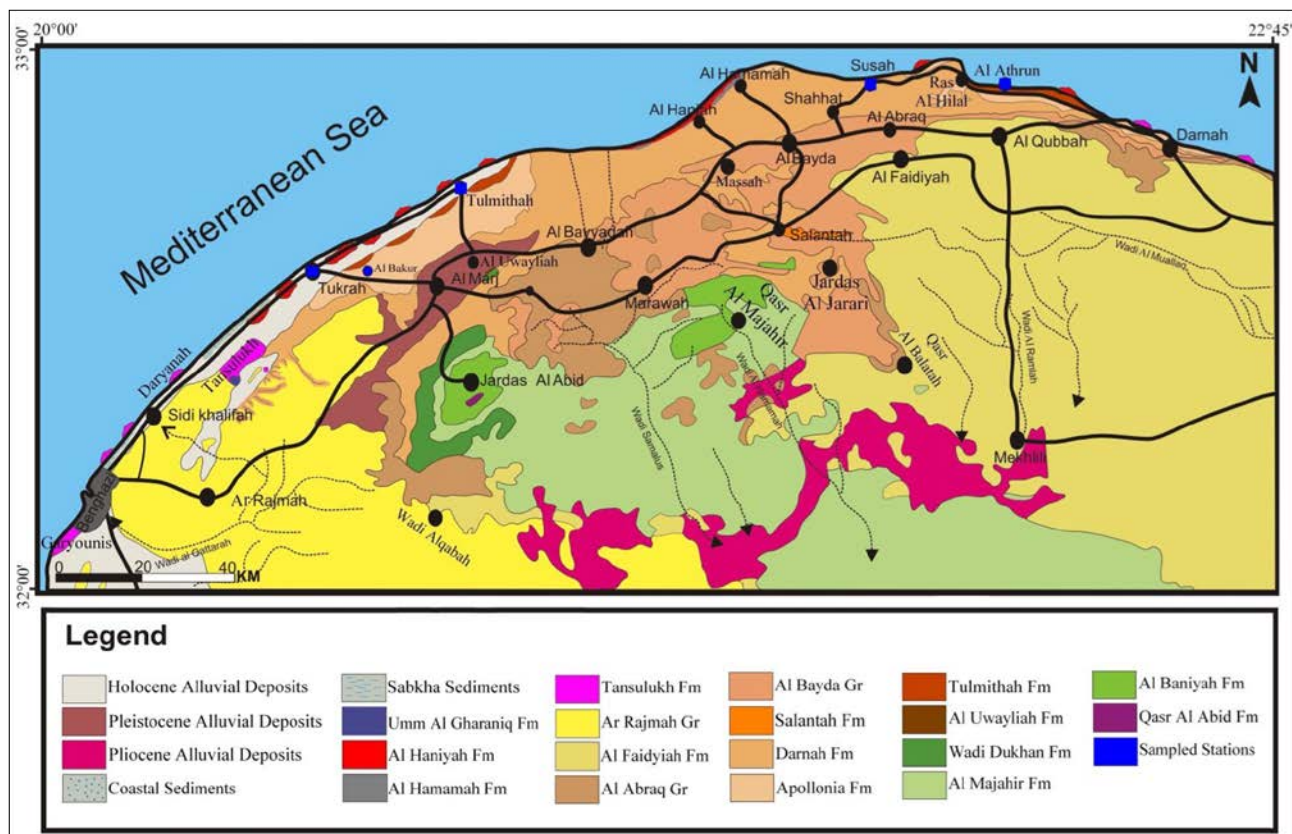 20°00'
22°45'
33°00'
32°00'
N
Mediterranean Sea
Al Hamamah
Susah
Al Athrun
Ras
Al Hilal
Shahhat
Al Haniah
Al Abraq
Al Bayda
Al Qubbah
Darnah
Massah
Al Faidiyah
Tulmithah
Al Bayyadah
Salantah
Al Uwayliah
Al Bakur
Tukrah
Al Marj
Marawah
Jardas
Al Jarari
Qasr
Al Majahir
Wadi Al Muallaq
Wadi Al Ramlah
Qasr
Al Balatah
Daryanah
Tansulukh
Jardas Al Abid
Sidi khalifah
Wadi Samalus
Mekhlili
Ar Rajmah
Benghazi
Wadi Alqabah
Garyounis
Wadi al Qattarah
0 20 40
KM
Legend
Holocene Alluvial Deposits
Pleistocene Alluvial Deposits
Pliocene Alluvial Deposits
Coastal Sediments
Sabkha Sediments
Umm Al Gharaniq Fm
Al Haniyah Fm
Al Hamamah Fm
Tansulukh Fm
Ar Rajmah Gr
Al Faidyiah Fm
Al Abraq Gr
Al Bayda Gr
Salantah Fm
Darnah Fm
Apollonia Fm
Tulmithah Fm
Al Uwayliah Fm
Wadi Dukhan Fm
Al Majahir Fm
Al Baniyah Fm
Qasr Al Abid Fm
Sampled Stations